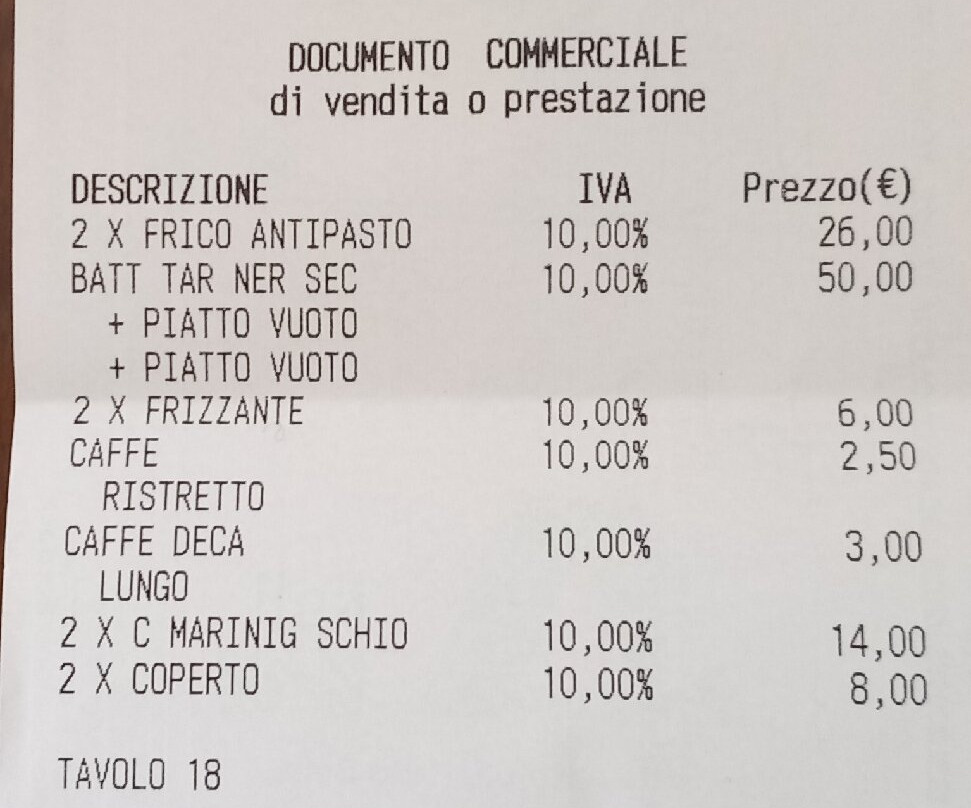 DOCUMENTO COMMERCIALE
di vendita o prestazione
DESCRIZIONE IVA Prezzo(€)
2 X FRICO ANTIPASTO 10,00% 26,00
BATT TAR NER SEC 10,00% 50,00
+ PIATTO VUOTO
+ PIATTO VUOTO
2 X FRIZZANTE 10,00% 6,00
CAFFE 10,00% 2,50
RISTRETTO
CAFFE DECA 10,00% 3,00
LUNGO
2 X C MARINIG SCHIO 10,00% 14,00
2 X COPERTO 10,00% 8,00
TAVOLO 18